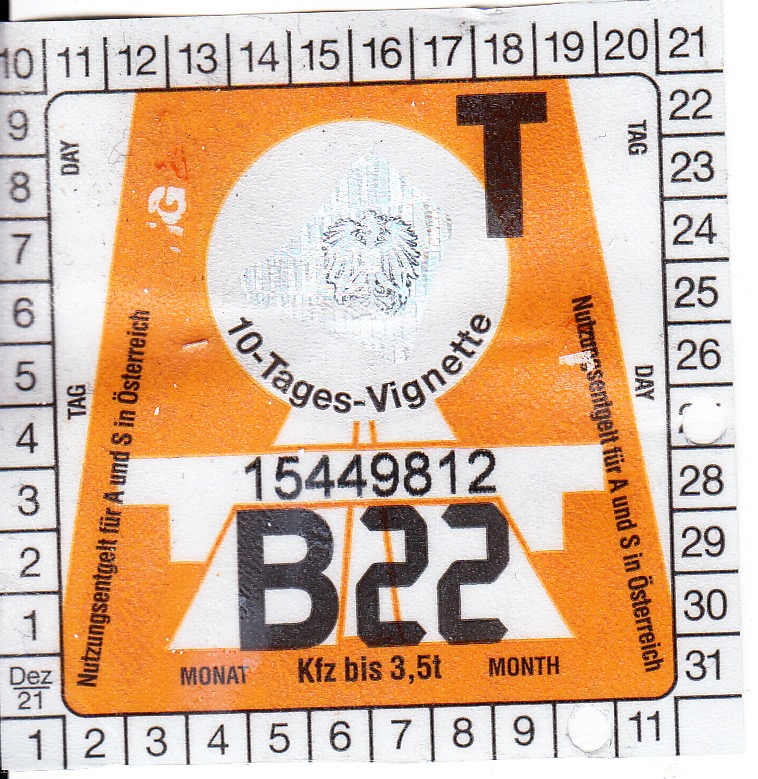 10 11 12 13 14 15 16 17 18 19 20 21
9
8
7
6
5
4
3
2
1
Dez
21
22
23
24
25
26
28
29
30
31
DAY
TAG
TAG
DAY
T
G
10-Tages-Vignette
Nutzungsentgelt für A und S in Österreich
Nutzungsentgelt für A und S in Österreich
15449812
B22
MONAT Kfz bis 3,5t MONTH
1 2 3 4 5 6 7 8 9 11